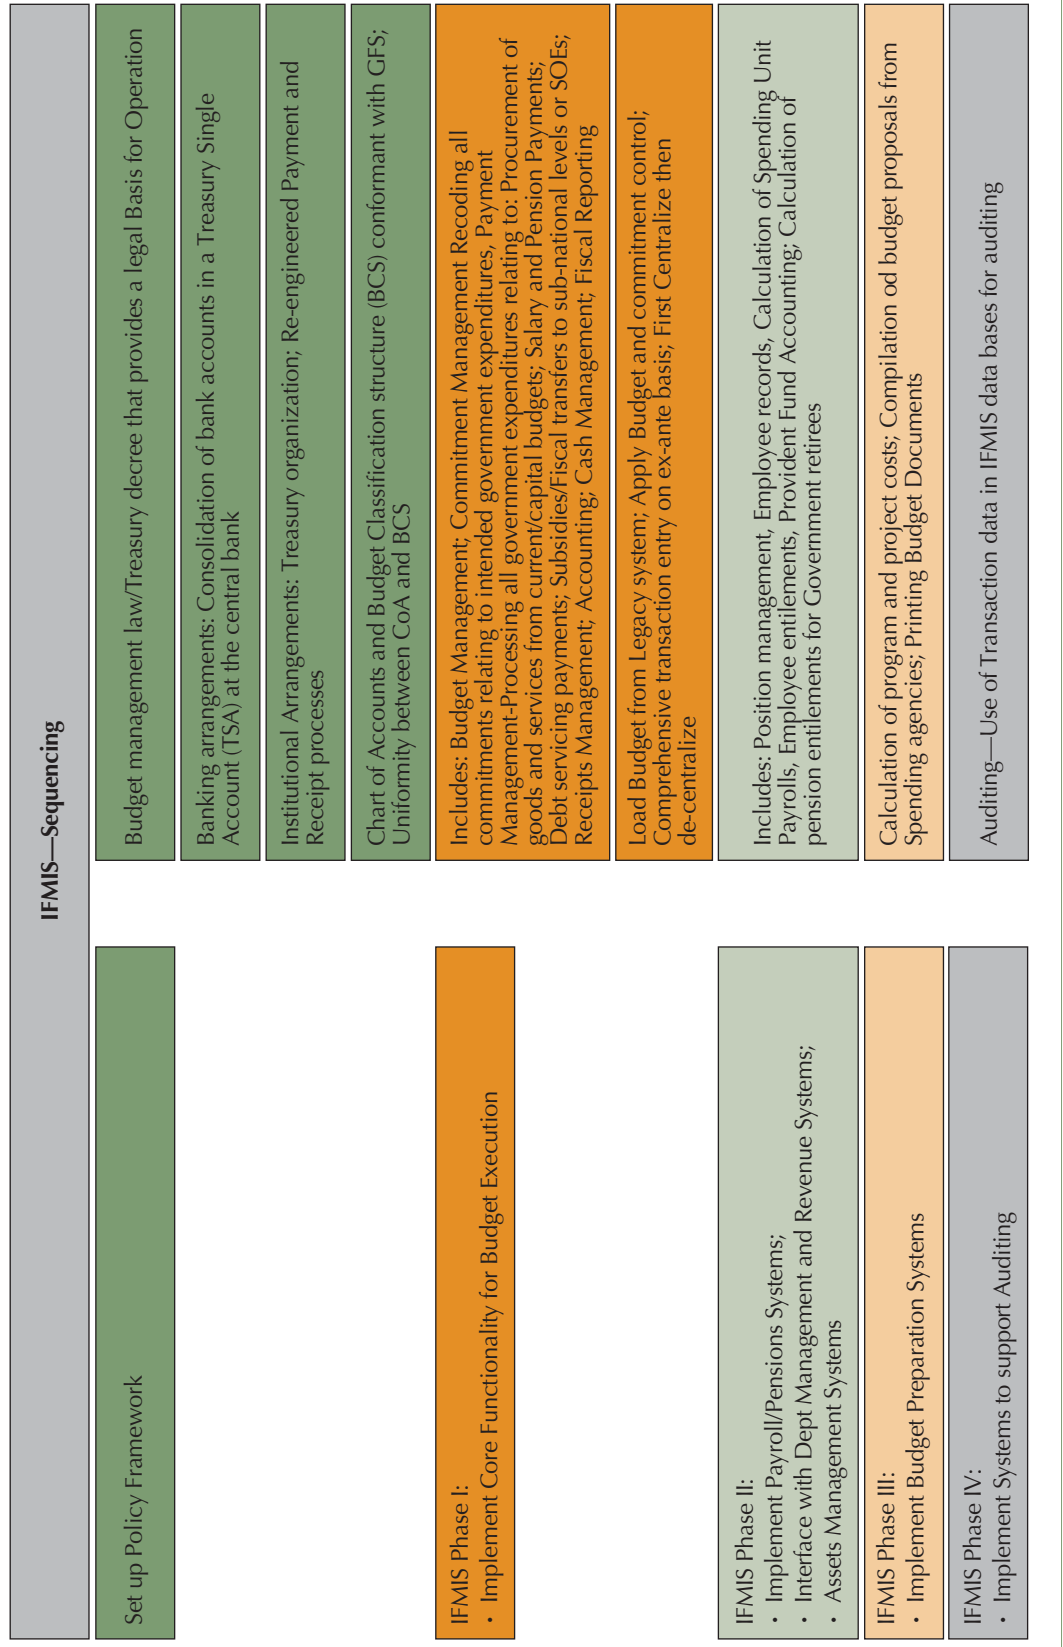 IFMIS—Sequencing
Set up Policy Framework
Budget management law/Treasury decree that provides a legal Basis for Operation
Banking arrangements: Consolidation of bank accounts in a Treasury Single
Account (TSA) at the central bank
Institutional Arrangements: Treasury organization; Re-engineered Payment and
Receipt processes
Chart of Accounts and Budget Classification structure (BCS) conformant with GFS;
Uniformity between CoA and BCS
IFMIS Phase I:
• Implement Core Functionality for Budget Execution
Includes: Budget Management; Commitment Management Recoding all
commitments relating to intended government expenditures, Payment
Management-Processing all government expenditures relating to: Procurement of
goods and services from current/capital budgets; Salary and Pension Payments;
Debt servicing payments; Subsidies/Fiscal transfers to sub-national levels or SOEs;
Receipts Management; Accounting; Cash Management; Fiscal Reporting
Load Budget from Legacy system; Apply Budget and commitment control;
Comprehensive transaction entry on ex-ante basis; First Centralize then
de-centralize
IFMIS Phase II:
• Implement Payroll/Pensions Systems;
• Interface with Dept Management and Revenue Systems;
• Assets Management Systems
Includes: Position management, Employee records, Calculation of Spending Unit
Payrolls, Employee entilements, Provident Fund Accounting; Calculation of
pension entilements for Government retirees
IFMIS Phase III:
• Implement Budget Preparation Systems
Calculation of program and project costs; Compilation od budget proposals from
Spending agencies; Printing Budget Documents
IFMIS Phase IV:
• Implement Systems to support Auditing
Auditing—Use of Transaction data in IFMIS data bases for auditing